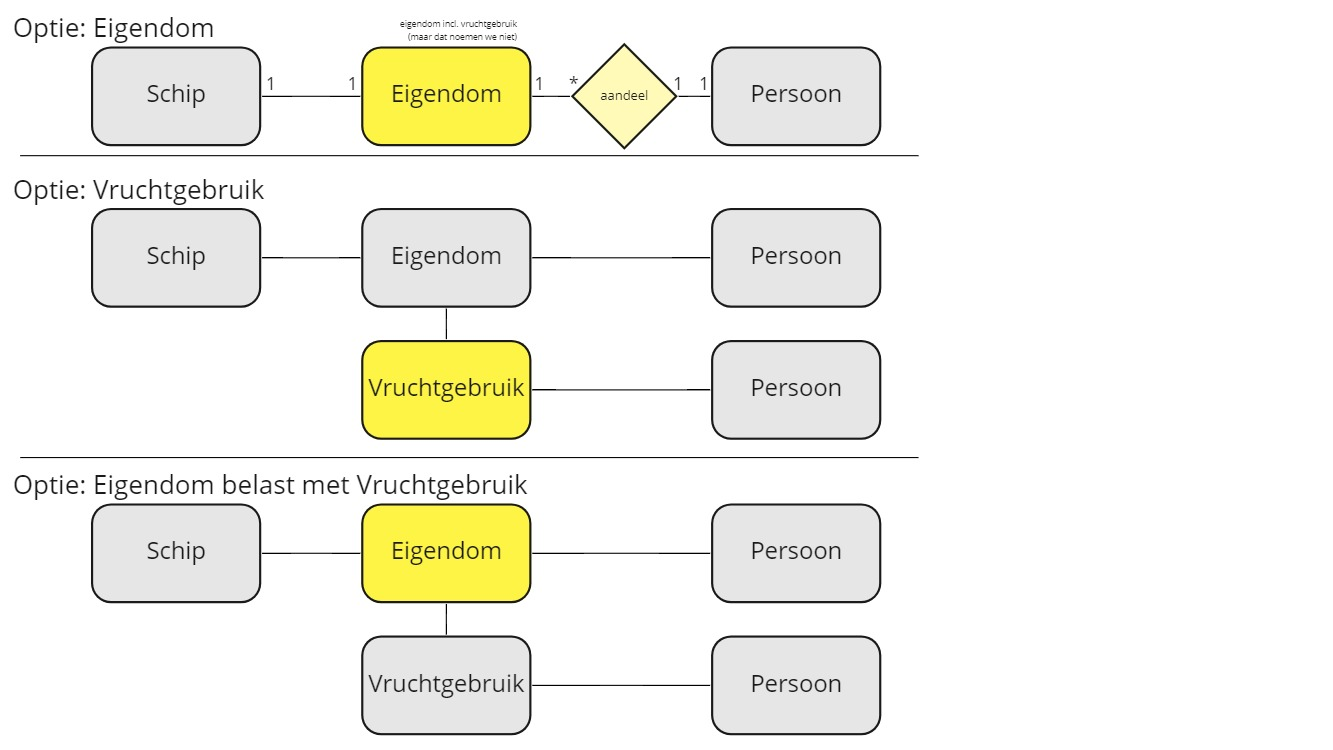 Optie: Eigendom
eigendom incl. vruchtgebruik
(maar dat noemen we niet)
Schip
1
1
Eigendom
1
*
aandeel
1
1
Persoon
Optie: Vruchtgebruik
Schip
Eigendom
Persoon
Vruchtgebruik
Persoon
Optie: Eigendom belast met Vruchtgebruik
Schip
Eigendom
Persoon
Vruchtgebruik
Persoon